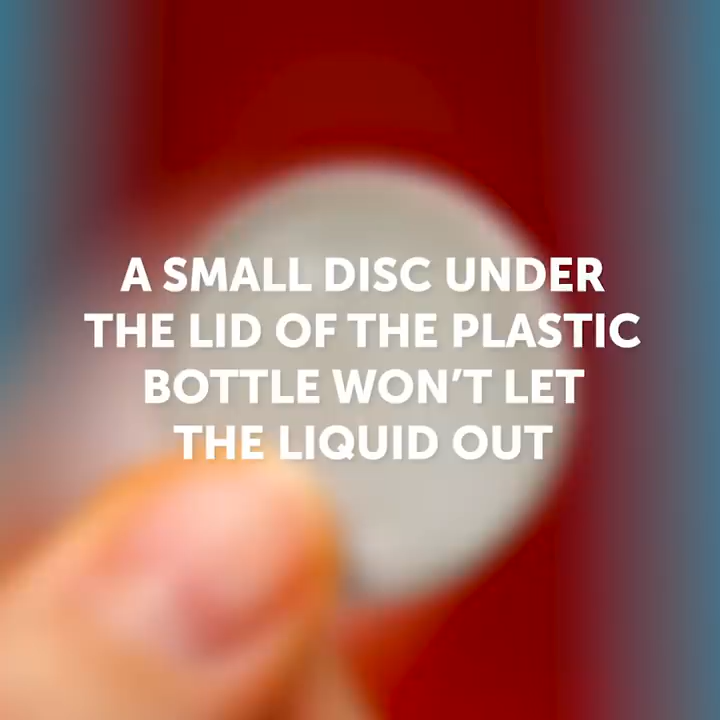 A SMALL DISC UNDER
THE LID OF THE PLASTIC
BOTTLE WON’T LET
THE LIQUID OUT